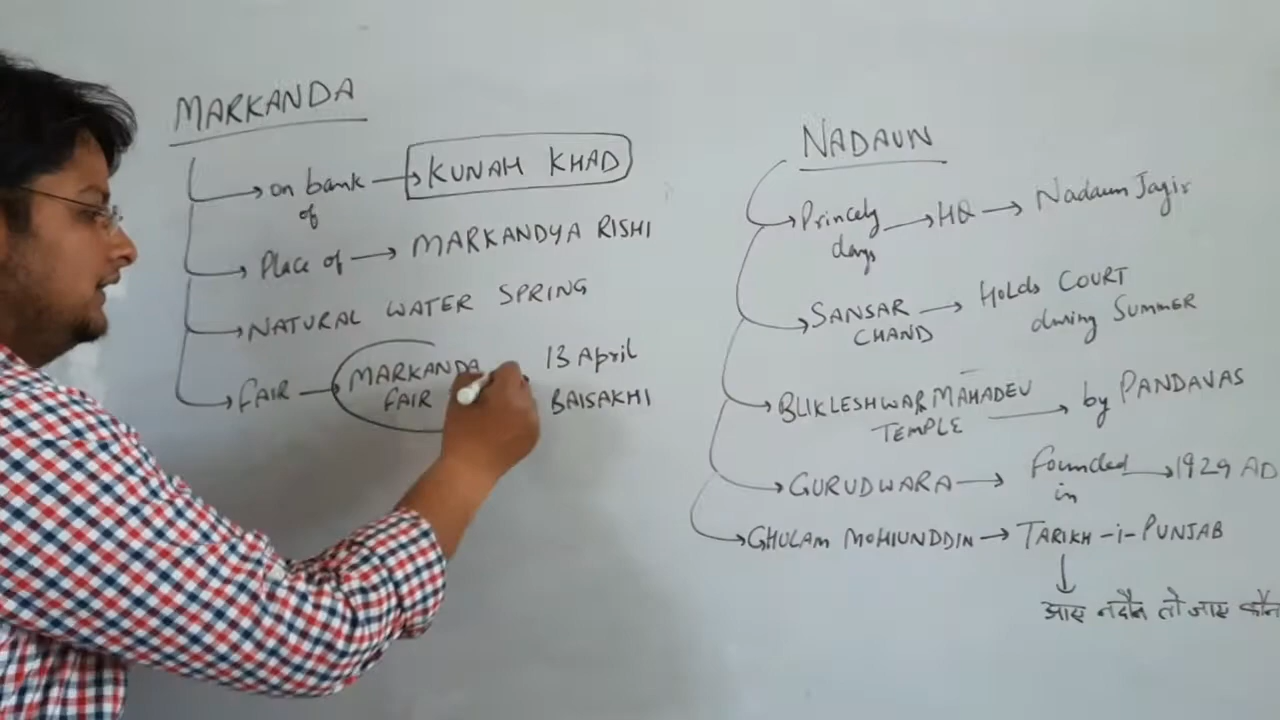 MARKANDA
on bank of → KUNAH KHAD
Place of → MARKANDYA RISHI
NATURAL WATER SPRING
FAIR → MARKANDA FAIR
13 April
BAISAKHI
NADAUN
Princely days → HQ → Nadaun Jagir
SANSAR CHAND → HOLDS COURT during SUMMER
BLIKLESHWAR MAHADEV TEMPLE → by PANDAVAS
GURUDWARA → founded in → 1929 AD
GHULAM MOHIUNDDIN → TARIKH-i-PUNJAB
आए नदौन तो जाए कौन